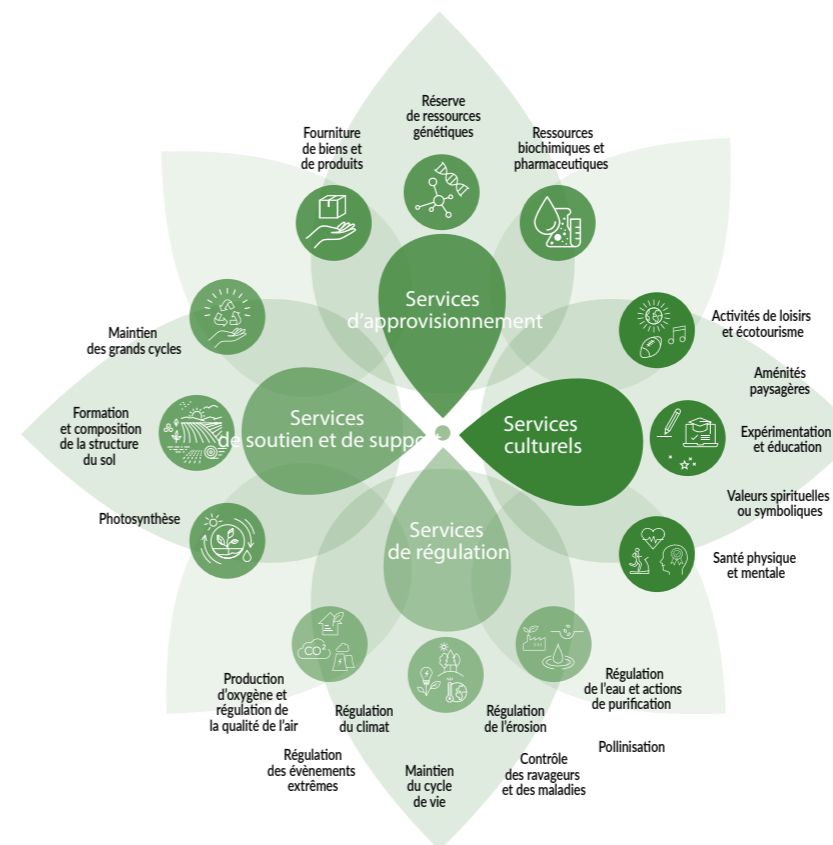 Réserve
de ressources
génétiques
Fourniture
de biens et
de produits
Ressources
biochimiques et
pharmaceutiques
Services
d’approvisionnement
Activités de loisirs
et écotourisme
Maintien
des grands cycles
Aménités
paysagères
Formation
et composition
de la structure
du sol
Services
de soutien et de support
Services
culturels
Expérimentation
et éducation
Valeurs spirituelles
ou symboliques
Photosynthèse
Services
de régulation
Santé physique
et mentale
CO²
Production
d’oxygène et
régulation de
la qualité de l’air
Régulation
du climat
Régulation
de l’érosion
Régulation
de l’eau et actions
de purification
Régulation
des évènements
extrêmes
Maintien
du cycle
de vie
Contrôle
des ravageurs
et des maladies
Pollinisation